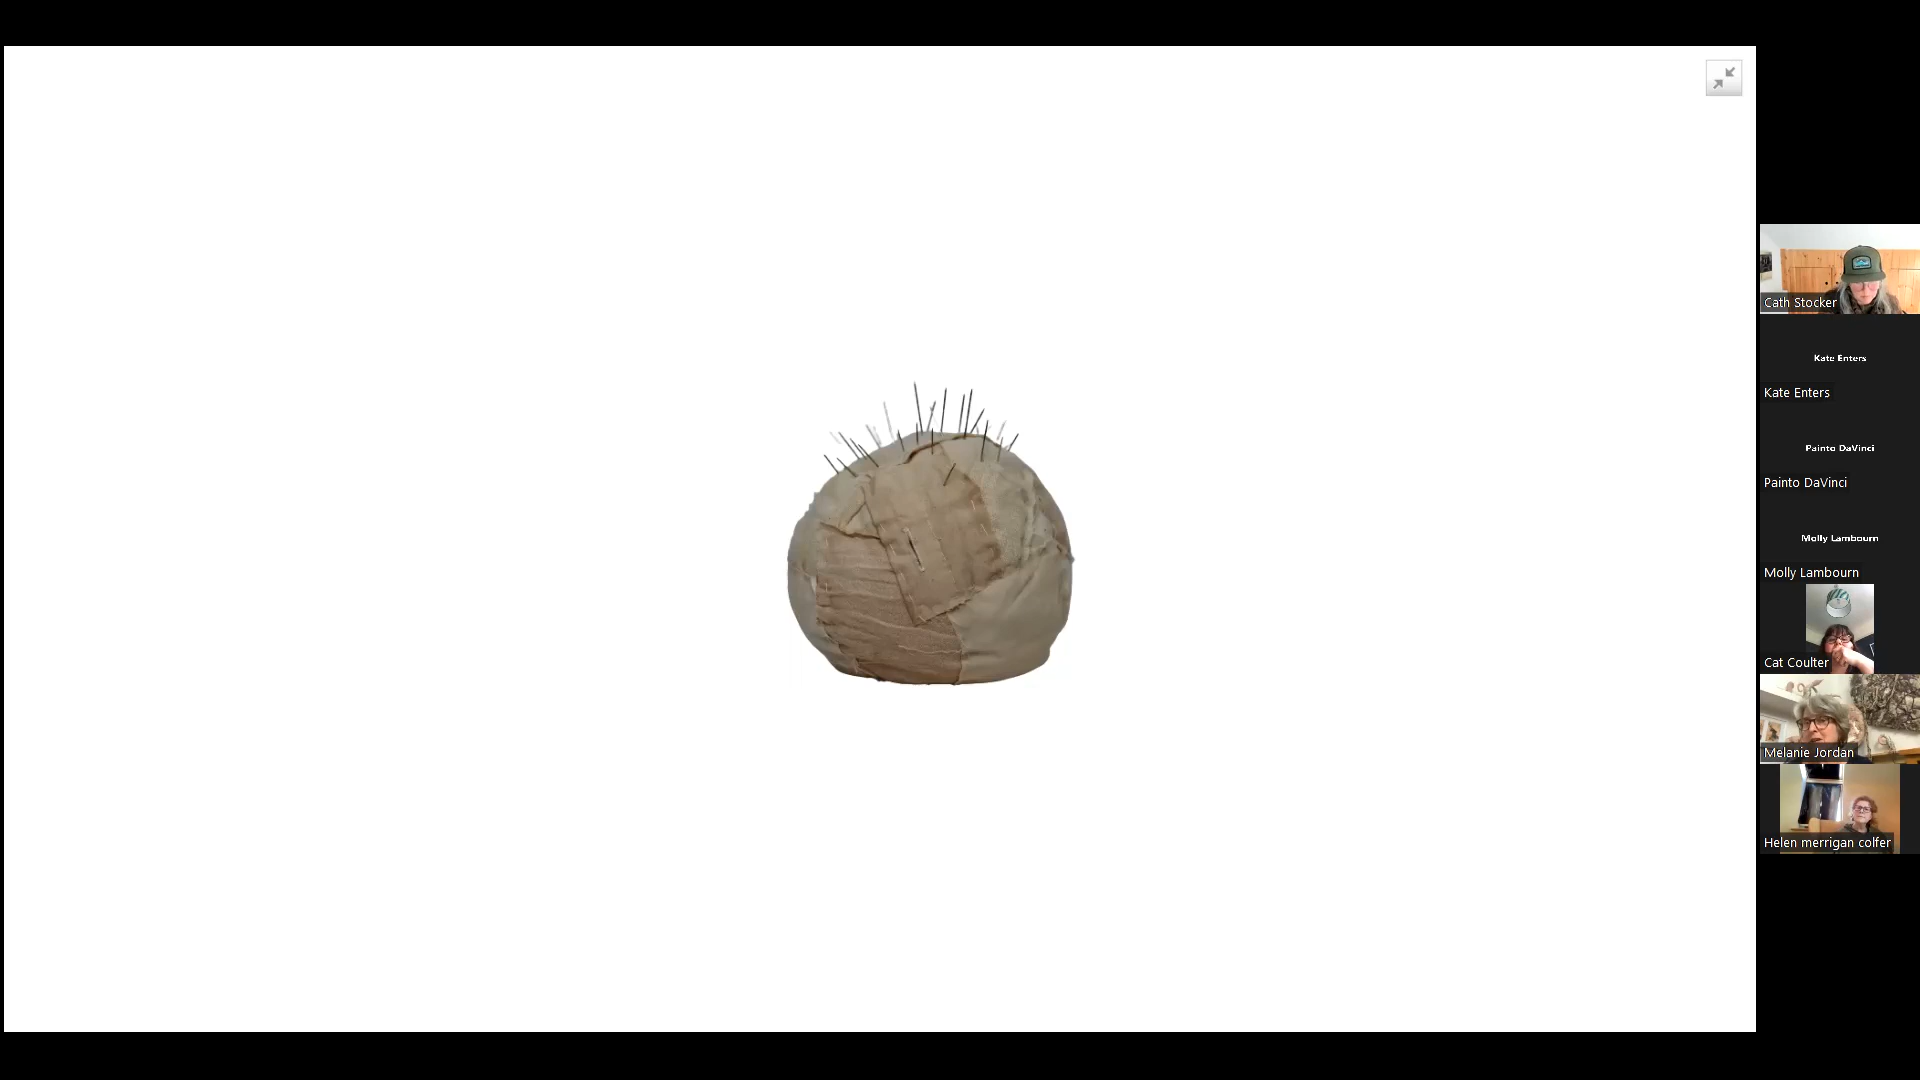 Cath Stocker
Kate Enters
Kate Enters
Painto DaVinci
Painto DaVinci
Molly Lambourn
Molly Lambourn
Cat Coulter
Melanie Jordan
Helen merrigan colfer